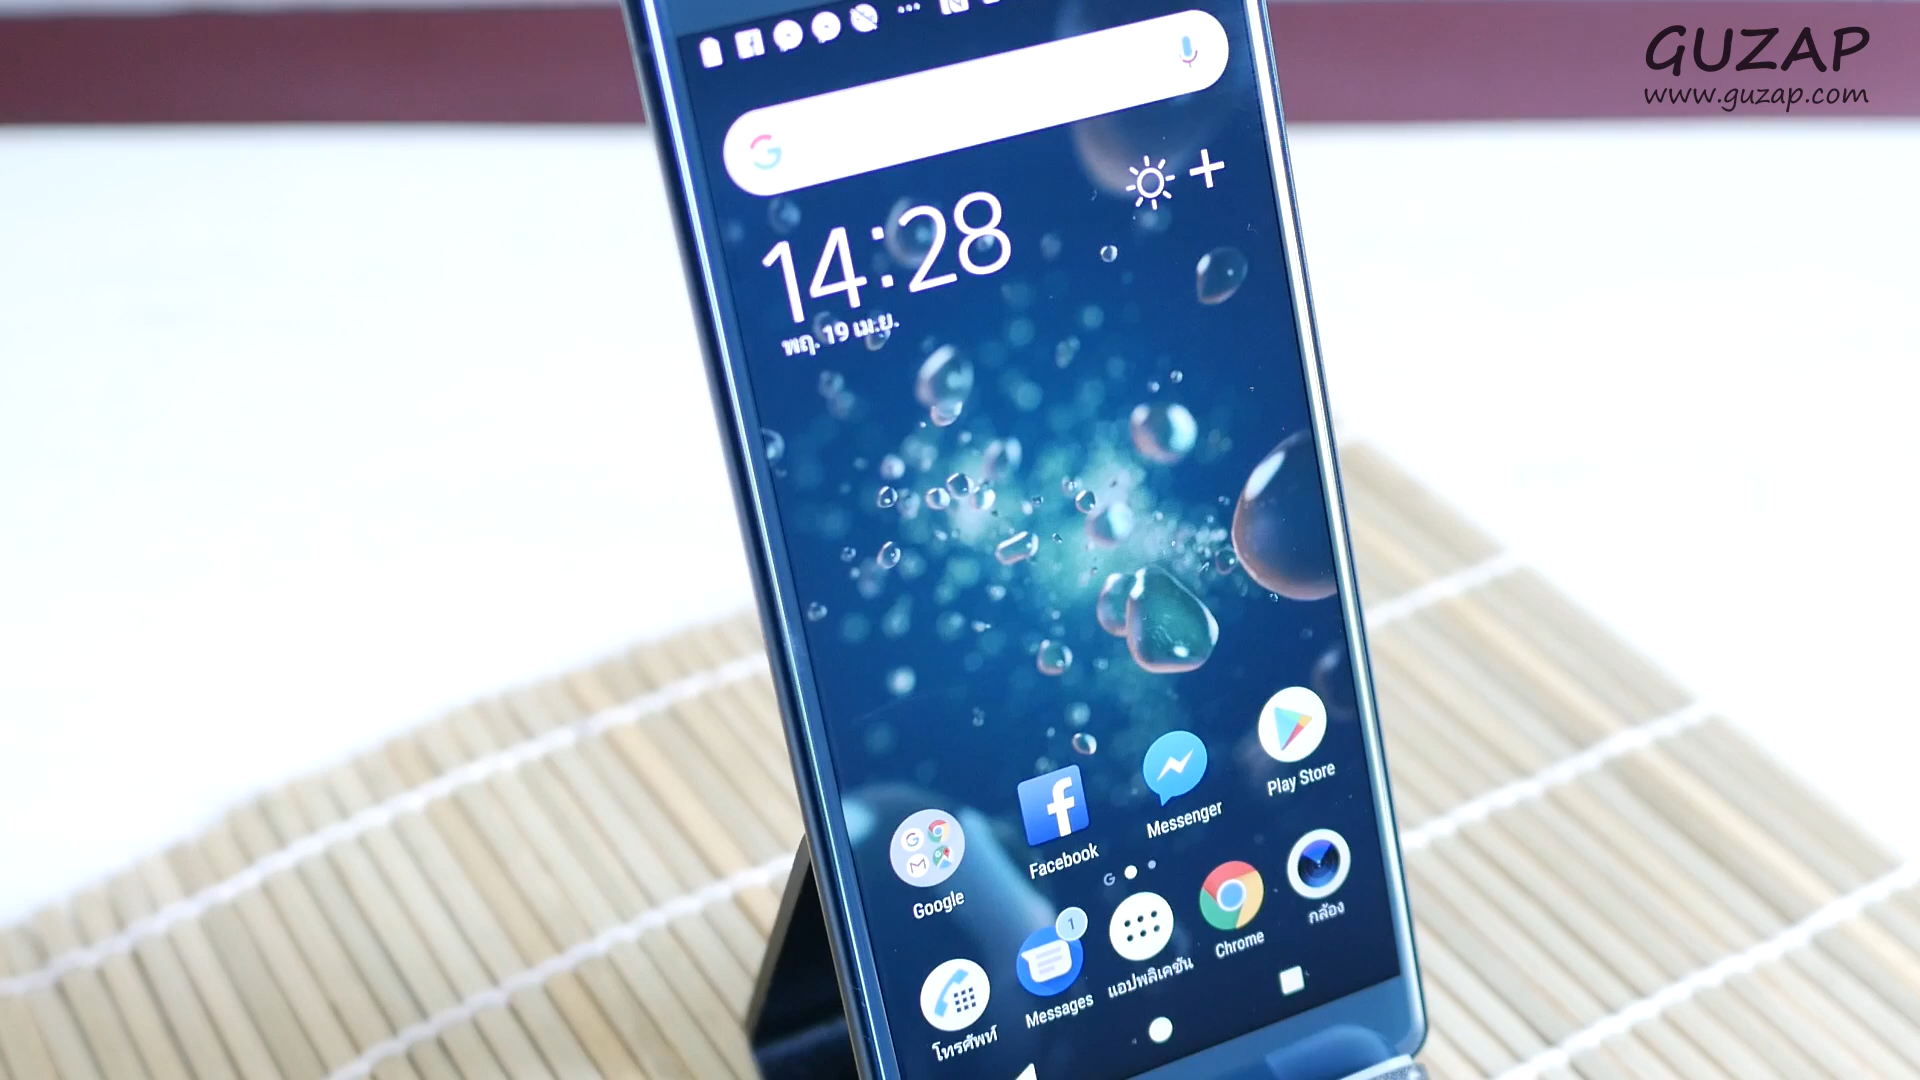 GUZAP
www.guzap.com
14:28
พฤ. 19 เม.ย.
Google
Facebook
Messenger
Play Store
โทรศัพท์
1
Messages
แอปพลิเคชัน
Chrome
กล้อง